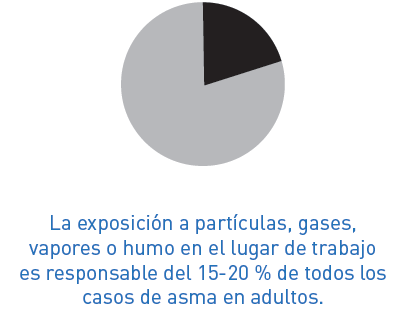 La exposición a partículas, gases,
vapores o humo en el lugar de trabajo
es responsable del 15-20 % de todos los
casos de asma en adultos.